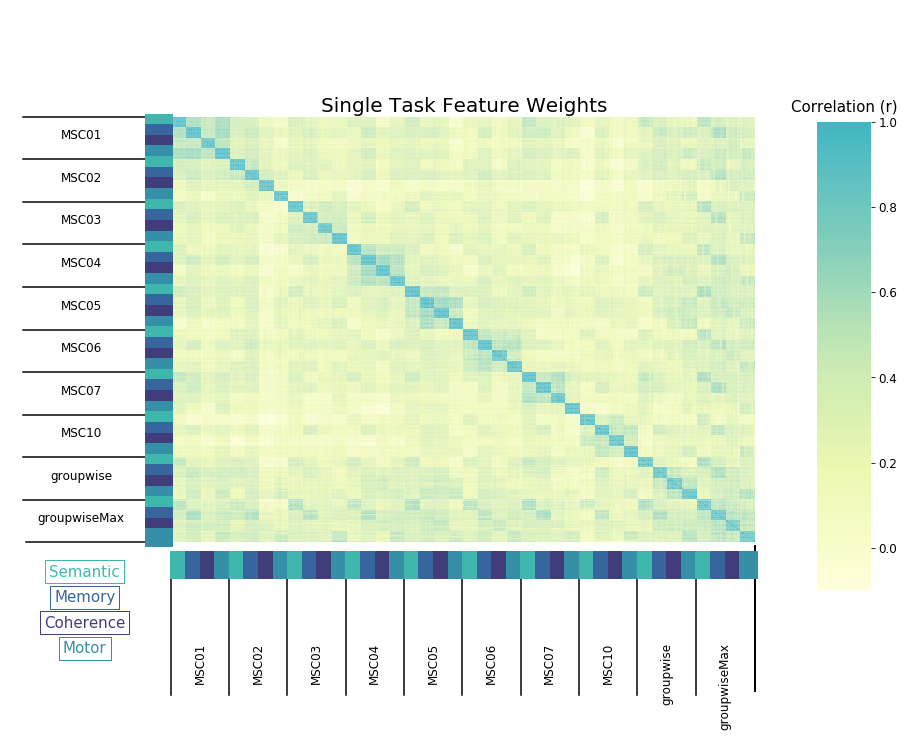 Single Task Feature Weights
Correlation (r)
MSC01
MSC02
MSC03
MSC04
MSC05
MSC06
MSC07
MSC10
groupwise
groupwiseMax
1.0
0.8
0.6
0.4
0.2
0.0
Semantic
Memory
Coherence
Motor
MSC01
MSC02
MSC03
MSC04
MSC05
MSC06
MSC07
MSC10
groupwise
groupwiseMax